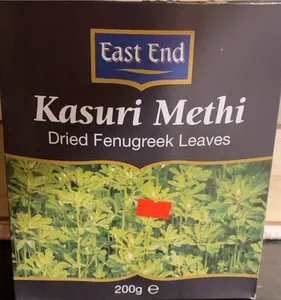 East End
Kasuri Methi
Dried Fenugreek Leaves
200g ℮